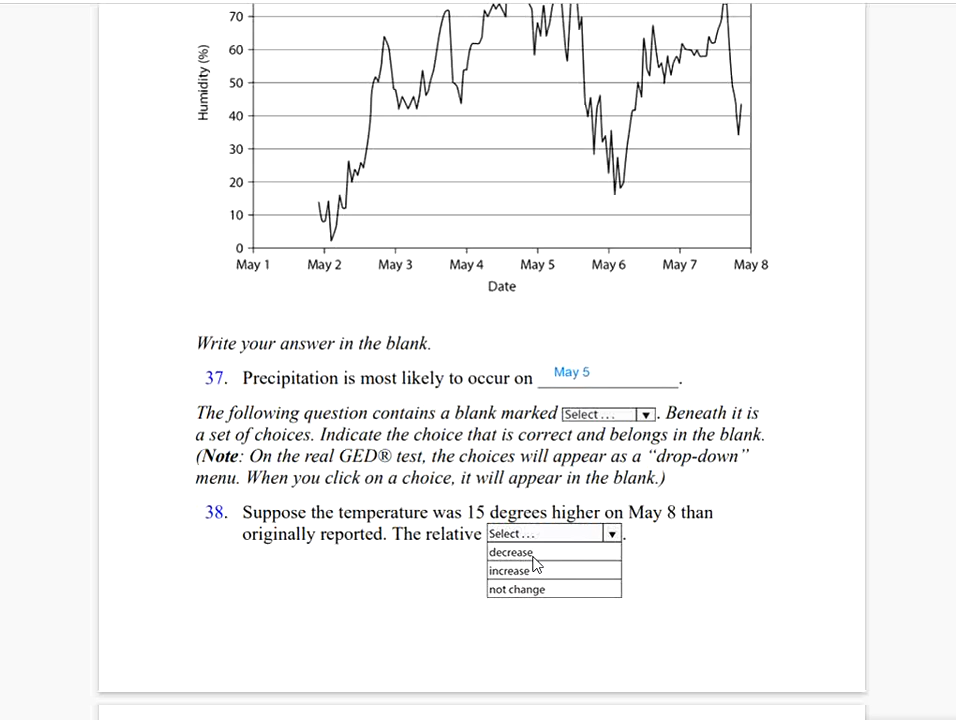 70
60
50
40
30
20
10
0
Humidity (%)
May 1 May 2 May 3 May 4 May 5 May 6 May 7 May 8
Date
Write your answer in the blank.
37. Precipitation is most likely to occur on May 5.
The following question contains a blank marked Select... ▼. Beneath it is
a set of choices. Indicate the choice that is correct and belongs in the blank.
(Note: On the real GED® test, the choices will appear as a “drop-down”
menu. When you click on a choice, it will appear in the blank.)
38. Suppose the temperature was 15 degrees higher on May 8 than
originally reported. The relative Select... ▼.
decrease
increase
not change